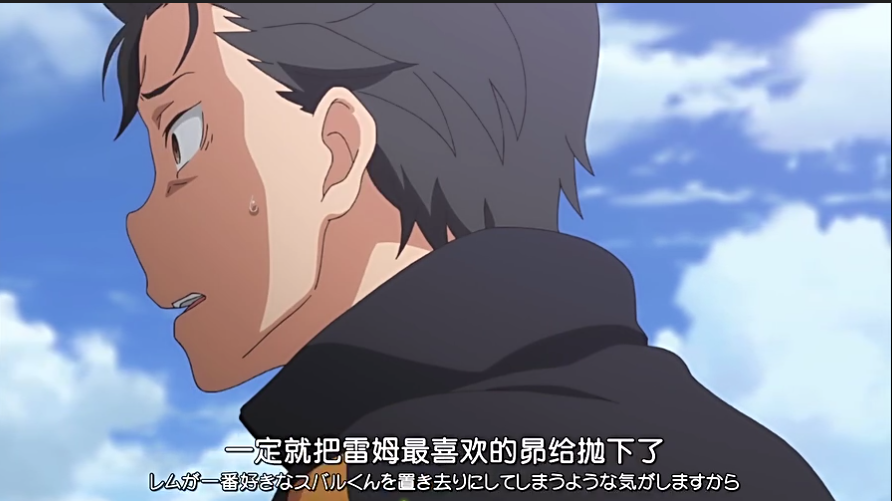 一定就把雷姆最喜欢的昴给抛下了
レムが一番好きなスバルくんを置き去りにしてしまうような気がしますから